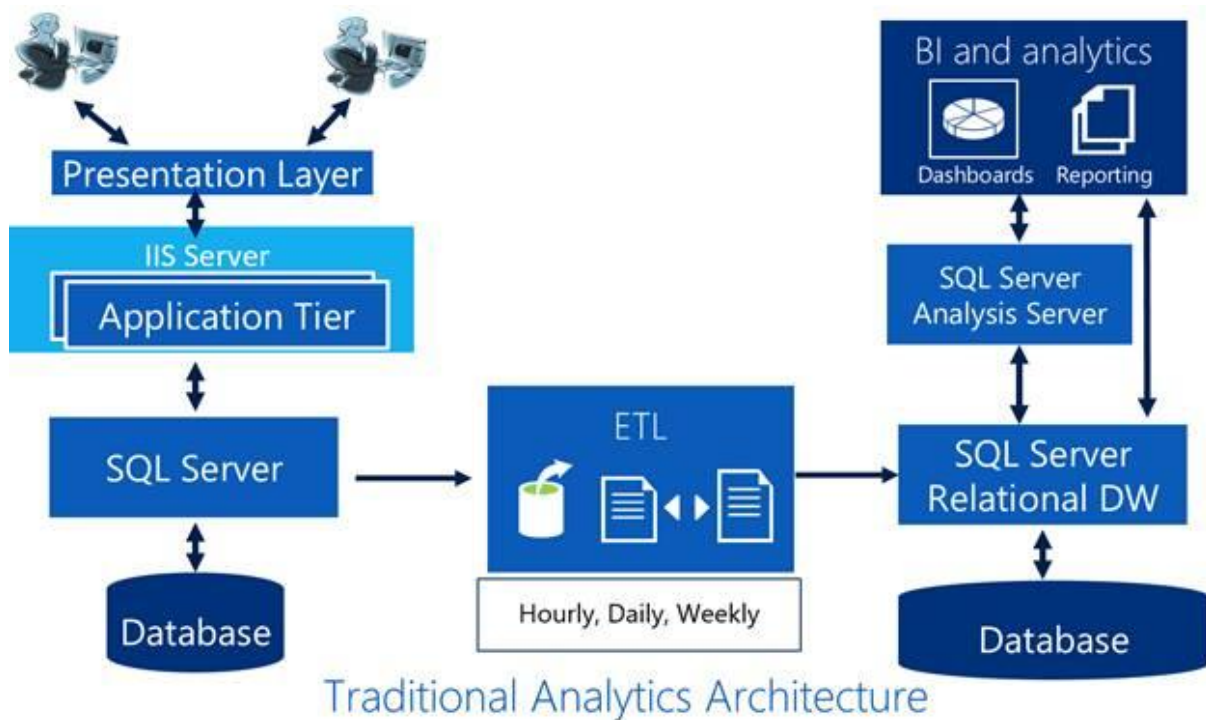 Presentation Layer
IIS Server
Application Tier
SQL Server
Database
ETL
Hourly, Daily, Weekly
BI and analytics
Dashboards
Reporting
SQL Server
Analysis Server
SQL Server
Relational DW
Database
Traditional Analytics Architecture